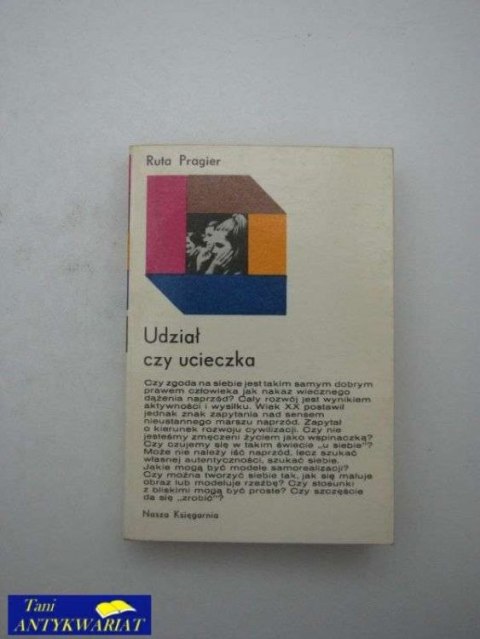 Ruta Pragier
Udział
czy ucieczka
Czy zgoda na siebie jest takim samym dobrym
prawem człowieka jak nakaz wiecznego
dążenia naprzód? Cały rozwój jest wynikiem
aktywności i wysiłku. Wiek XX postawił
jednak znak zapytania nad sensem
nieustannego marszu naprzód. Zapytał
o kierunek rozwoju cywilizacji. Czy nie
jesteśmy zmęczeni życiem jako wspinaczką?
Czy czujemy się w takim świecie „u siebie"?
Może nie należy iść naprzód, lecz szukać
własnej autentyczności, szukać siebie.
Jakie mogą być modele samorealizacji?
Czy można tworzyć siebie tak, jak się maluje
obraz lub modeluje rzeźbę? Czy stosunki
z bliskimi mogą być proste? Czy szczęście
da się „zrobić"?
Nasza Księgarnia
Tani
ANTYKWARIAT